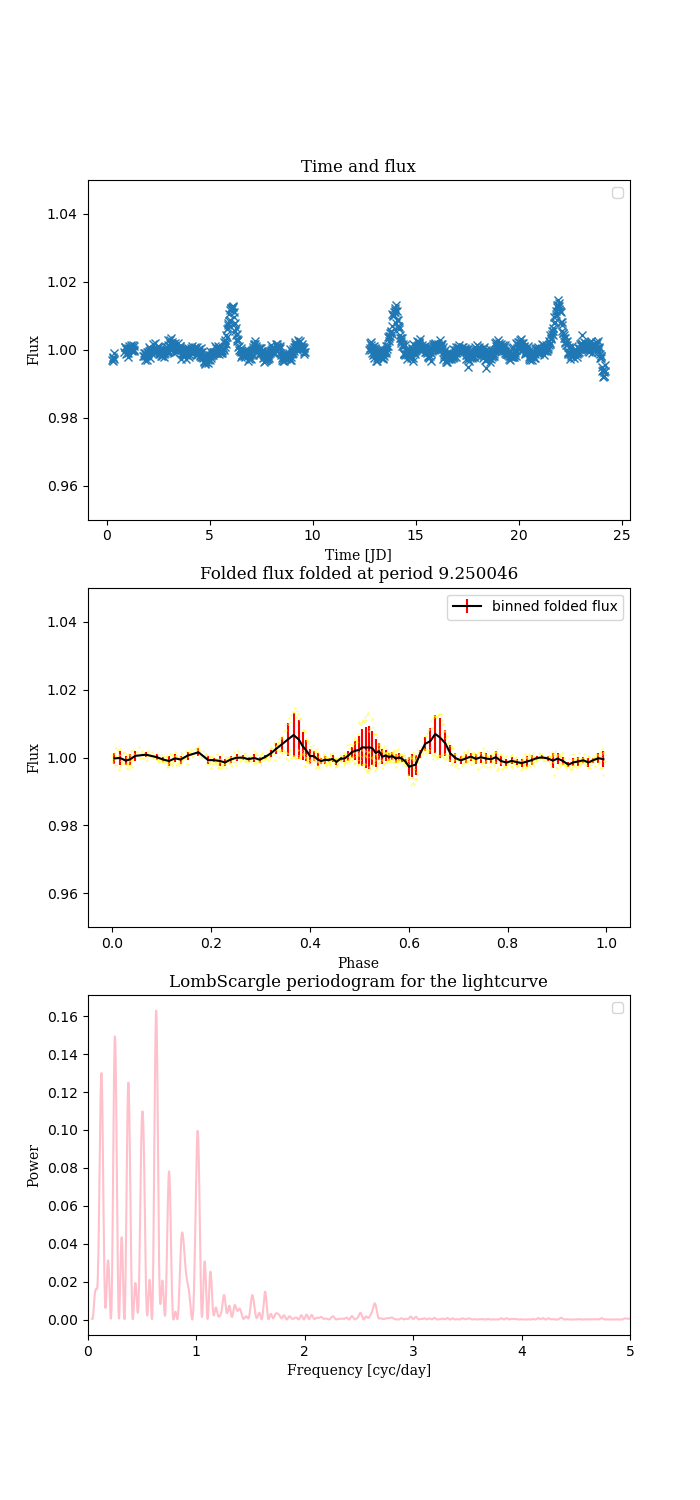 Time and flux
1.04
1.02
1.00
0.98
0.96
Flux
0 5 10 15 20 25
Time [JD]
Folded flux folded at period 9.250046
binned folded flux
1.04
1.02
1.00
0.98
0.96
Flux
0.0 0.2 0.4 0.6 0.8 1.0
Phase
LombScargle periodogram for the lightcurve
0.16
0.14
0.12
0.10
0.08
0.06
0.04
0.02
0.00
Power
0 1 2 3 4 5
Frequency [cyc/day]